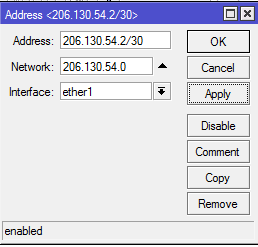 Address <206.130.54.2/30>
Address: 206.130.54.2/30
OK
Network: 206.130.54.0
Cancel
Interface: ether1
Apply
Disable
Comment
Copy
Remove
enabled